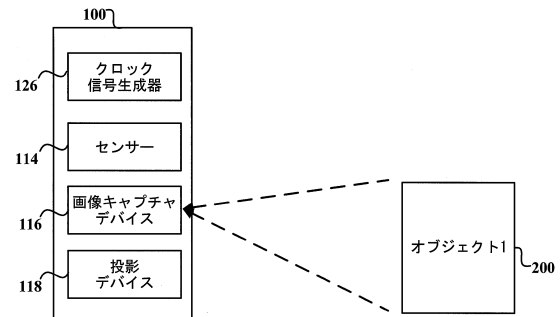 100
126
クロック
信号生成器
114
センサー
116
画像キャプチャ
デバイス
118
投影
デバイス
オブジェクト1
200